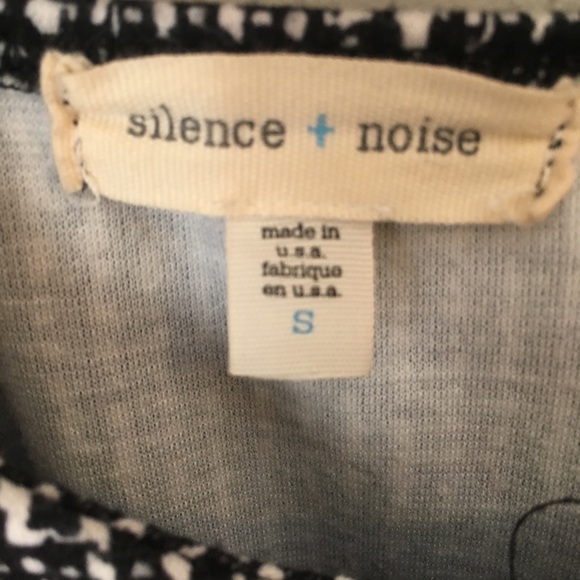 silence + noise
made in
u.s.a.
fabrique
en u.s.a.
S